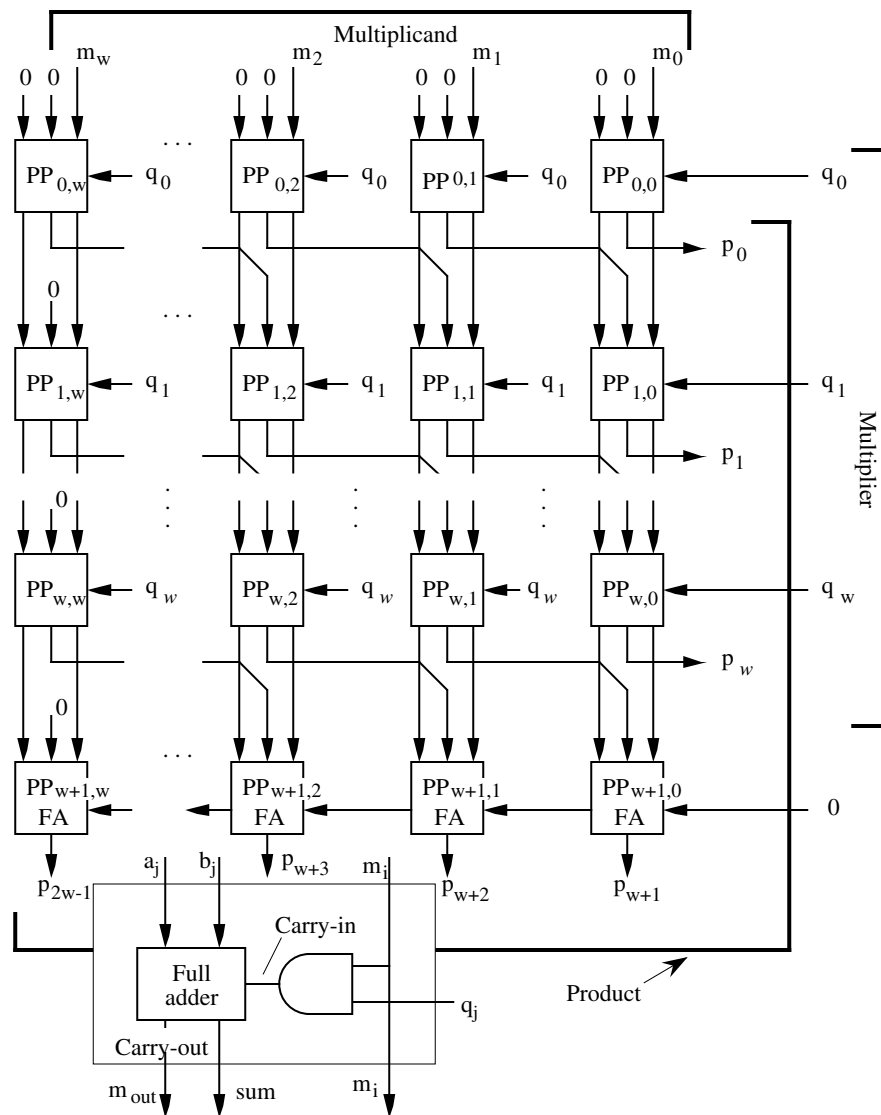 Multiplicand
m_w m_2 m_1 m_0
0 0 0 0 0 0 0 0
. . .
PP_0,w q_0 PP_0,2 q_0 PP^0,1 q_0 PP_0,0 q_0
p_0
0 . . .
PP_1,w q_1 PP_1,2 q_1 PP_1,1 q_1 PP_1,0 q_1
p_1
Multiplier
0 . . . . . . . . .
PP_w,w q_w PP_w,2 q_w PP_w,1 q_w PP_w,0 q_w
p_w
0
. . .
PP_w+1,w PP_w+1,2 PP_w+1,1 PP_w+1,0 0
FA FA FA FA
p_2w-1 a_j b_j p_w+3 m_i p_w+2 p_w+1
Carry-in
Full
adder
q_j
Product
Carry-out
m_out sum m_i